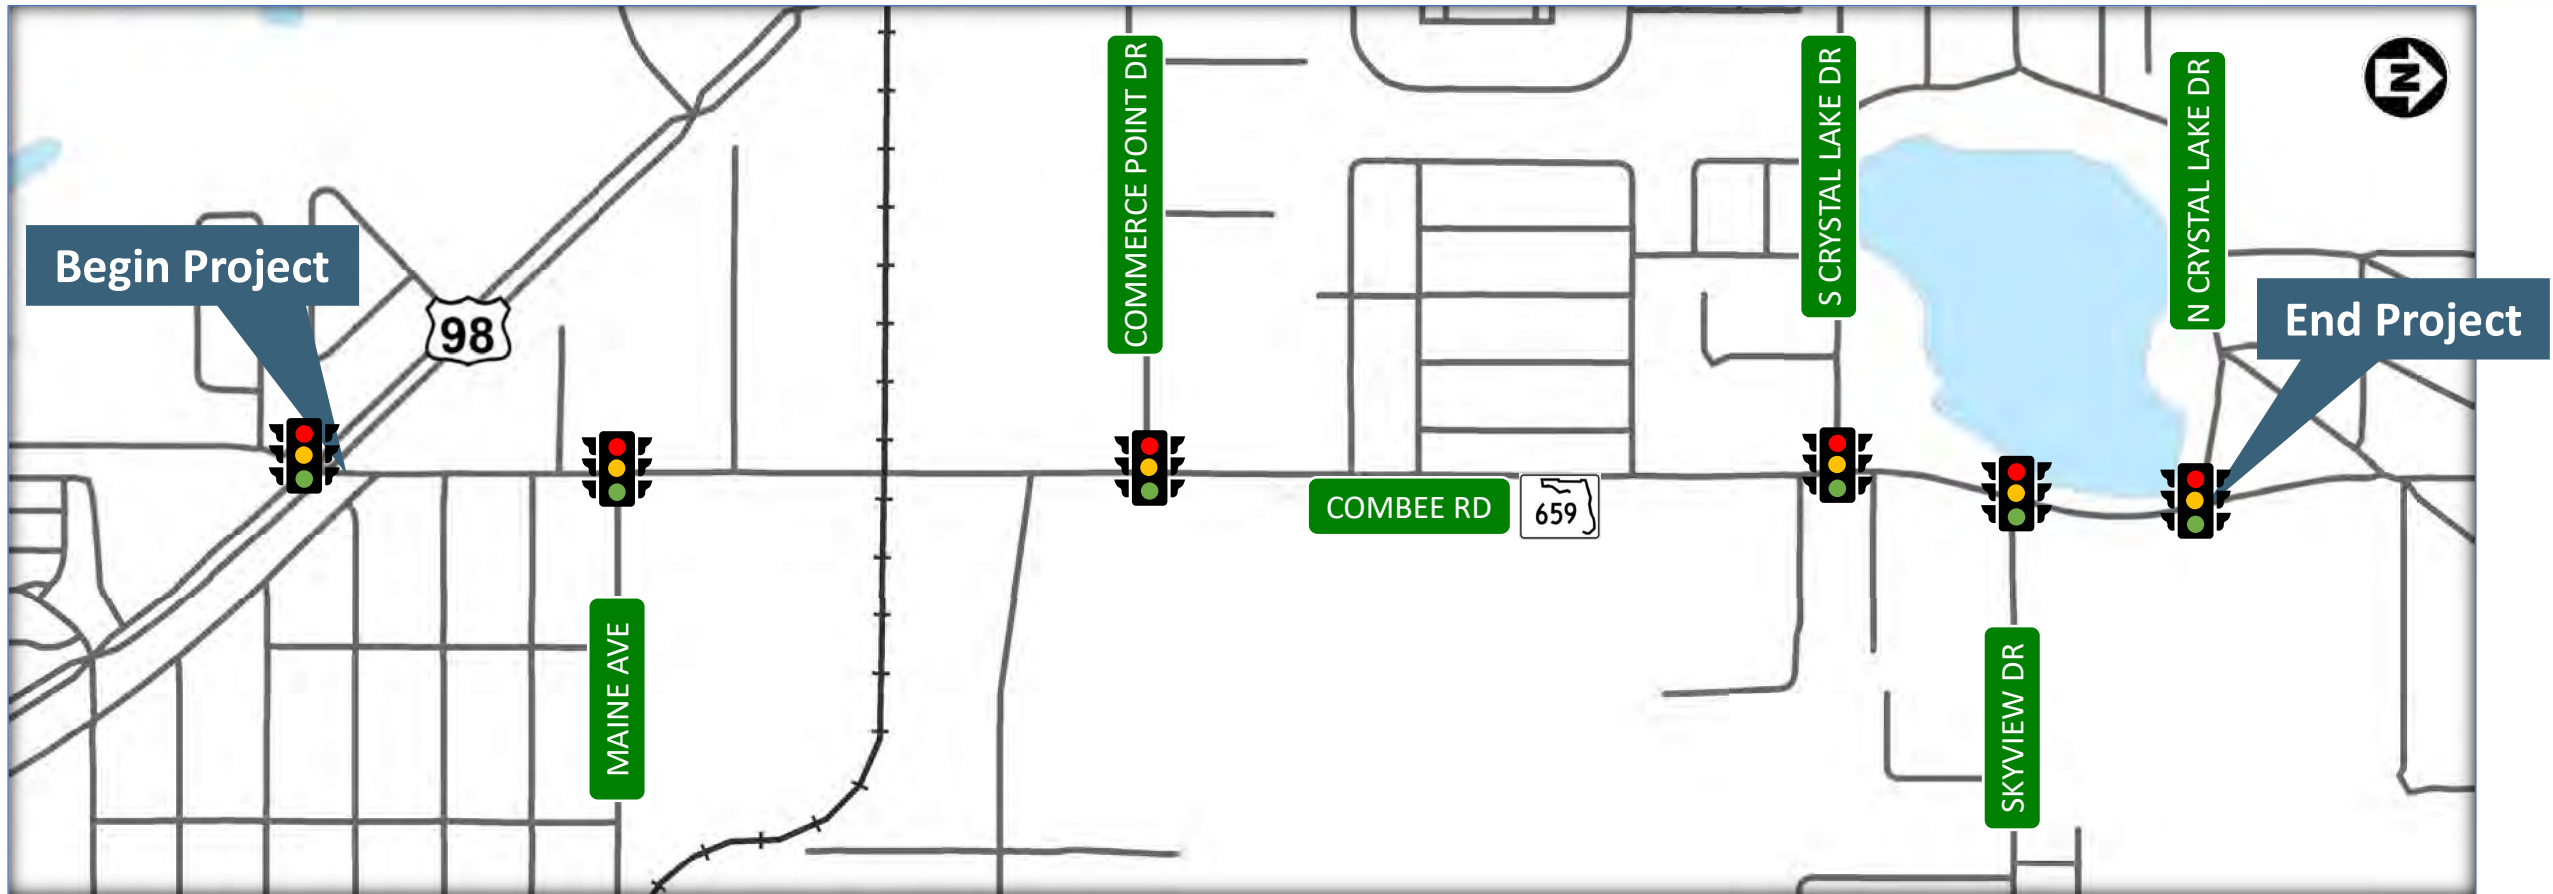 COMMERCE POINT DR
S CRYSTAL LAKE DR
N CRYSTAL LAKE DR
N
Begin Project
98
End Project
COMBEE RD
659
MAINE AVE
SKYVIEW DR